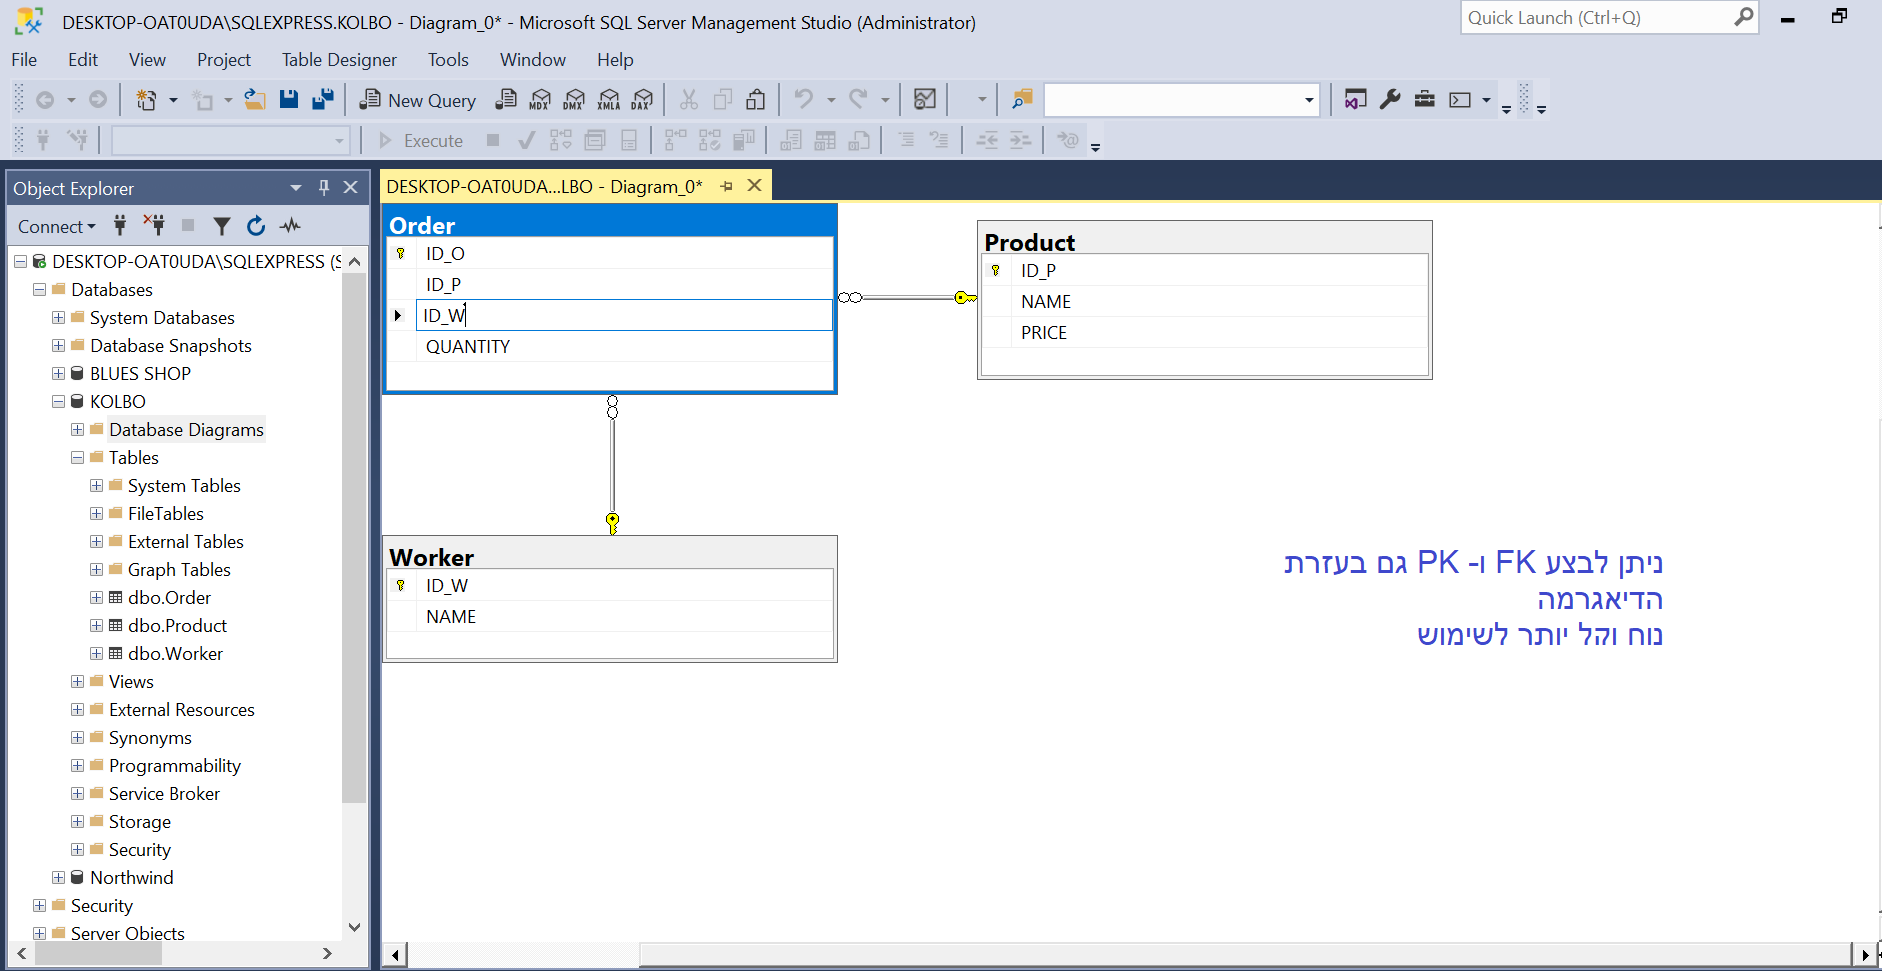 DESKTOP-OAT0UDA\SQLEXPRESS.KOLBO - Diagram_0* - Microsoft SQL Server Management Studio (Administrator)
Quick Launch (Ctrl+Q)
File Edit View Project Table Designer Tools Window Help
New Query MDX DMX XMLA DAX
Execute
Object Explorer
DESKTOP-OAT0UDA...LBO - Diagram_0*
Connect
DESKTOP-OAT0UDA\SQLEXPRESS (S
Databases
System Databases
Database Snapshots
BLUES SHOP
KOLBO
Database Diagrams
Tables
System Tables
FileTables
External Tables
Graph Tables
dbo.Order
dbo.Product
dbo.Worker
Views
External Resources
Synonyms
Programmability
Service Broker
Storage
Security
Northwind
Security
Server Objects
Order
ID_O
ID_P
ID_W
QUANTITY
Product
ID_P
NAME
PRICE
Worker
ID_W
NAME
ניתן לבצע FK ו- PK גם בעזרת
הדיאגרמה
נוח וקל יותר לשימוש